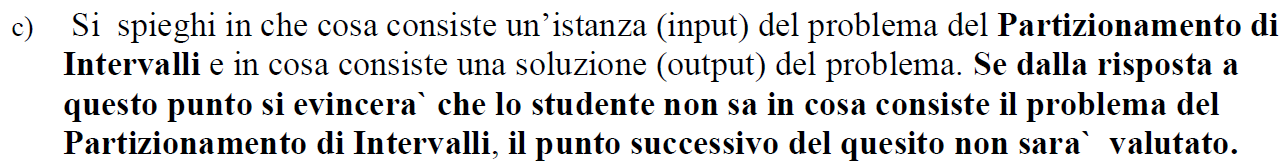 c) Si spieghi in che cosa consiste un’istanza (input) del problema del Partizionamento di
Intervalli e in cosa consiste una soluzione (output) del problema. Se dalla risposta a
questo punto si evincera` che lo studente non sa in cosa consiste il problema del
Partizionamento di Intervalli, il punto successivo del quesito non sara` valutato.